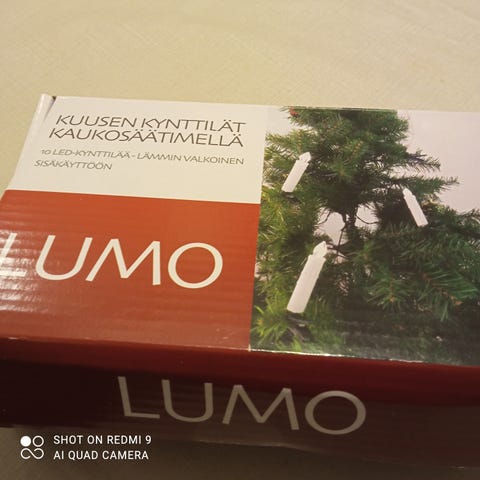 KUUSEN KYNTTILÄT
KAUKOSÄÄTIMELLÄ
10 LED-KYNTTILÄÄ - LÄMMIN VALKOINEN
SISÄKÄYTTÖÖN
LUMO
LUMO
SHOT ON REDMI 9
AI QUAD CAMERA